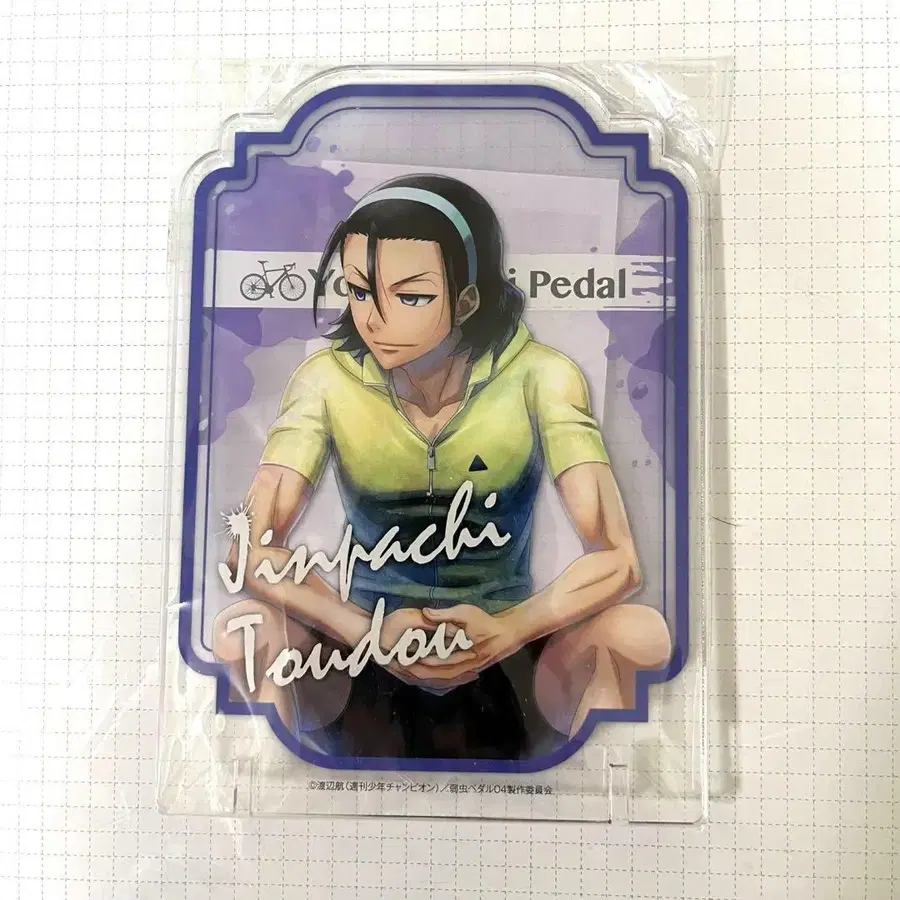 Yo i Pedal
Jinpachi
Toudou
©渡辺航(週刊少年チャンピオン)/弱虫ペダル04製作委員会